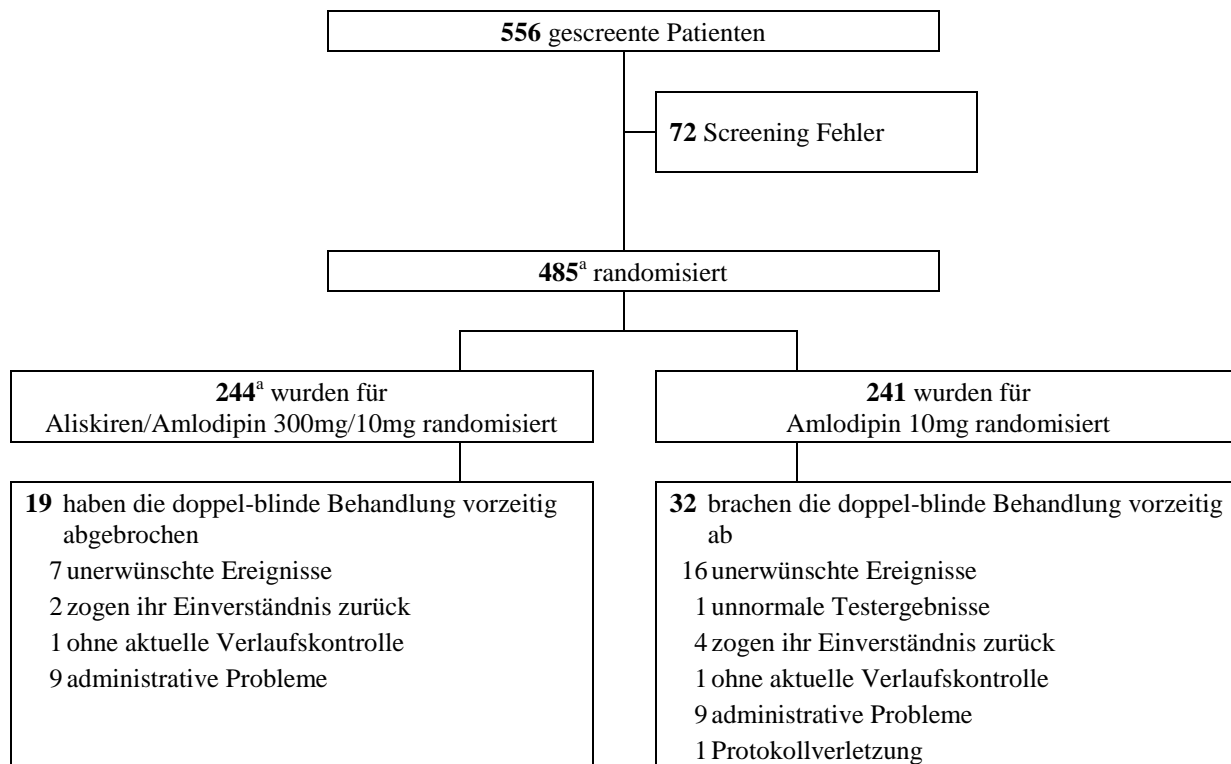 556 gescreente Patienten
72 Screening Fehler
485a randomisiert
244a wurden für
Aliskiren/Amlodipin 300mg/10mg randomisiert
241 wurden für
Amlodipin 10mg randomisiert
19 haben die doppel-blinde Behandlung vorzeitig
abgebrochen
7 unerwünschte Ereignisse
2 zogen ihr Einverständnis zurück
1 ohne aktuelle Verlaufskontrolle
9 administrative Probleme
32 brachen die doppel-blinde Behandlung vorzeitig
ab
16 unerwünschte Ereignisse
1 unnormale Testergebnisse
4 zogen ihr Einverständnis zurück
1 ohne aktuelle Verlaufskontrolle
9 administrative Probleme
1 Protokollverletzung